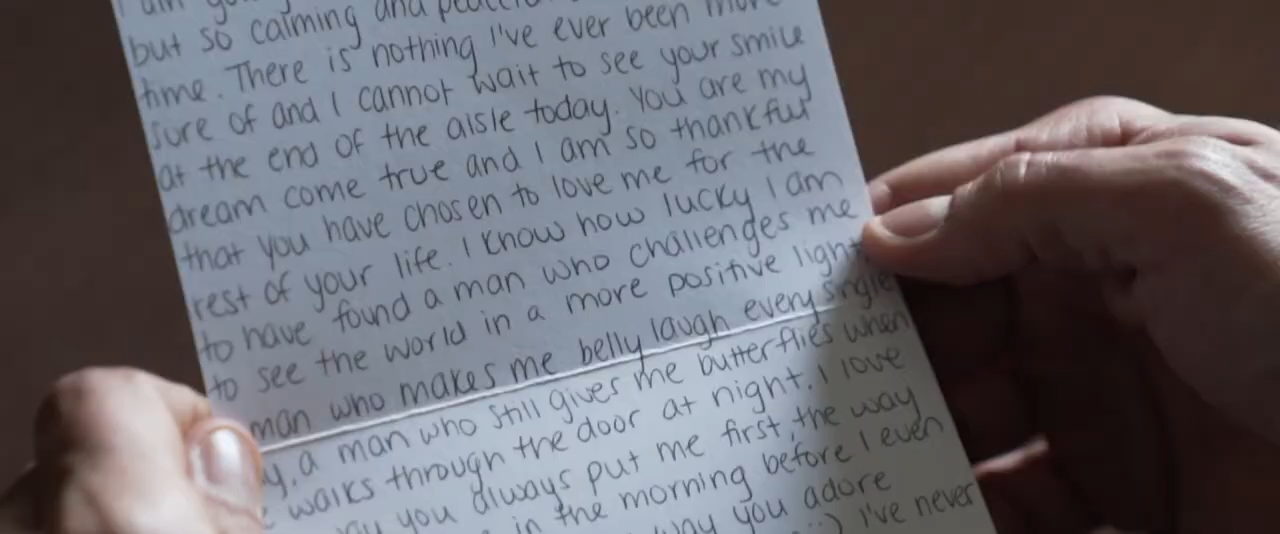 but so calming and
time. There is nothing I've ever been more
sure of and I cannot wait to see your smile
at the end of the aisle today. You are my
dream come true and I am so thankful
that you have chosen to love me for the
rest of your life. I know how lucky I am
to have found a man who challenges me
to see the world in a more positive light
man who makes me belly laugh every single
y, a man who still gives me butterflies when
walks through the door at night. I love
you always put me first, the way
in the morning before I even
way you adore
I've never